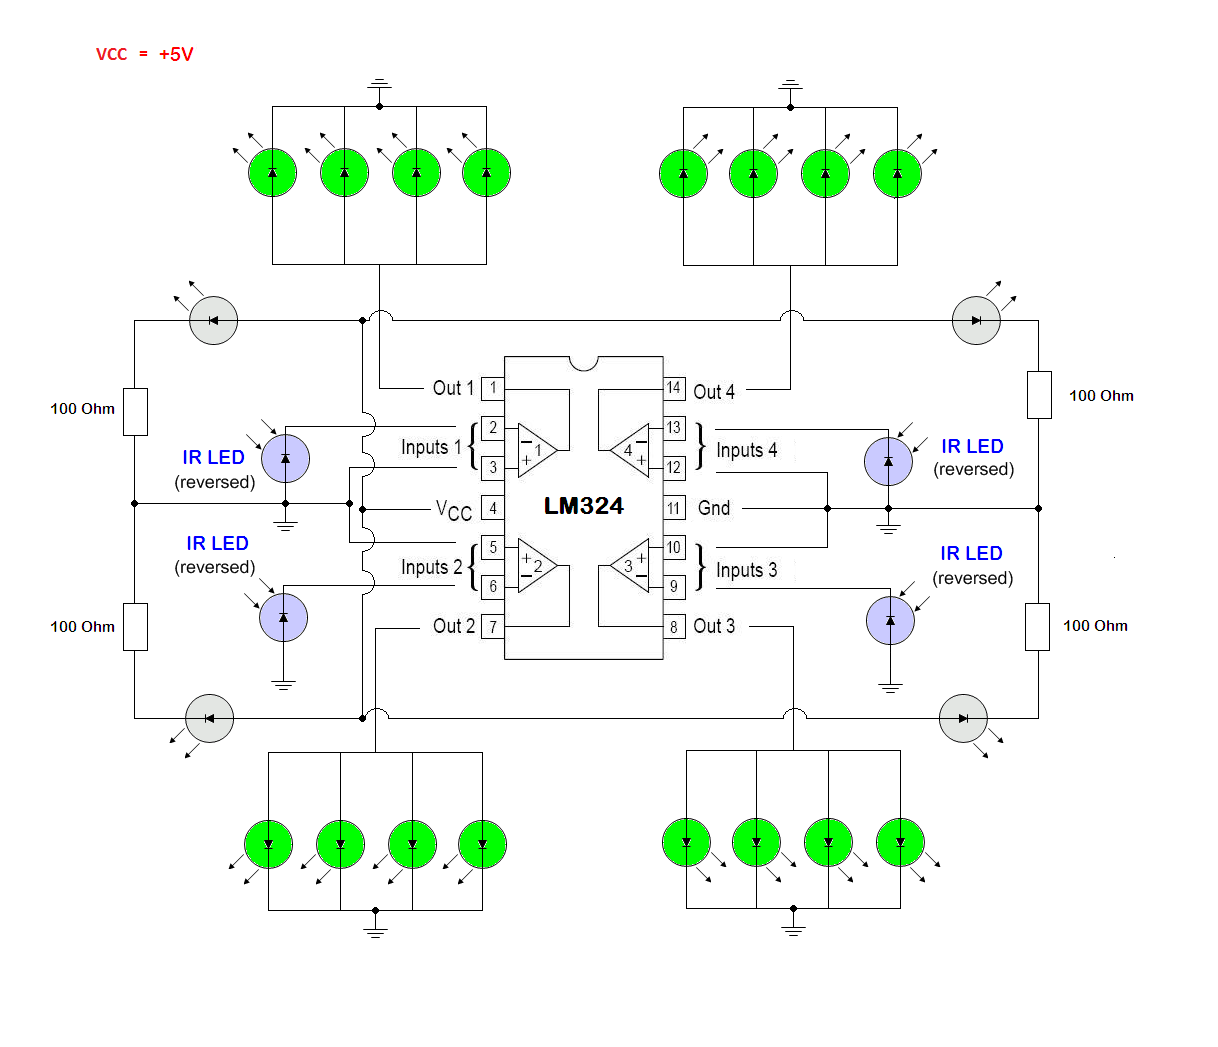 VCC = +5V
Out 1 1 14 Out 4
100 Ohm 100 Ohm
2 13
Inputs 1 − 1 4 − Inputs 4
+ +
IR LED IR LED
(reversed) (reversed)
3 12
VCC 4 LM324 11 Gnd
IR LED IR LED
(reversed) (reversed)
5 10
Inputs 2 + 2 3 + Inputs 3
− −
6 9
100 Ohm 100 Ohm
Out 2 7 8 Out 3